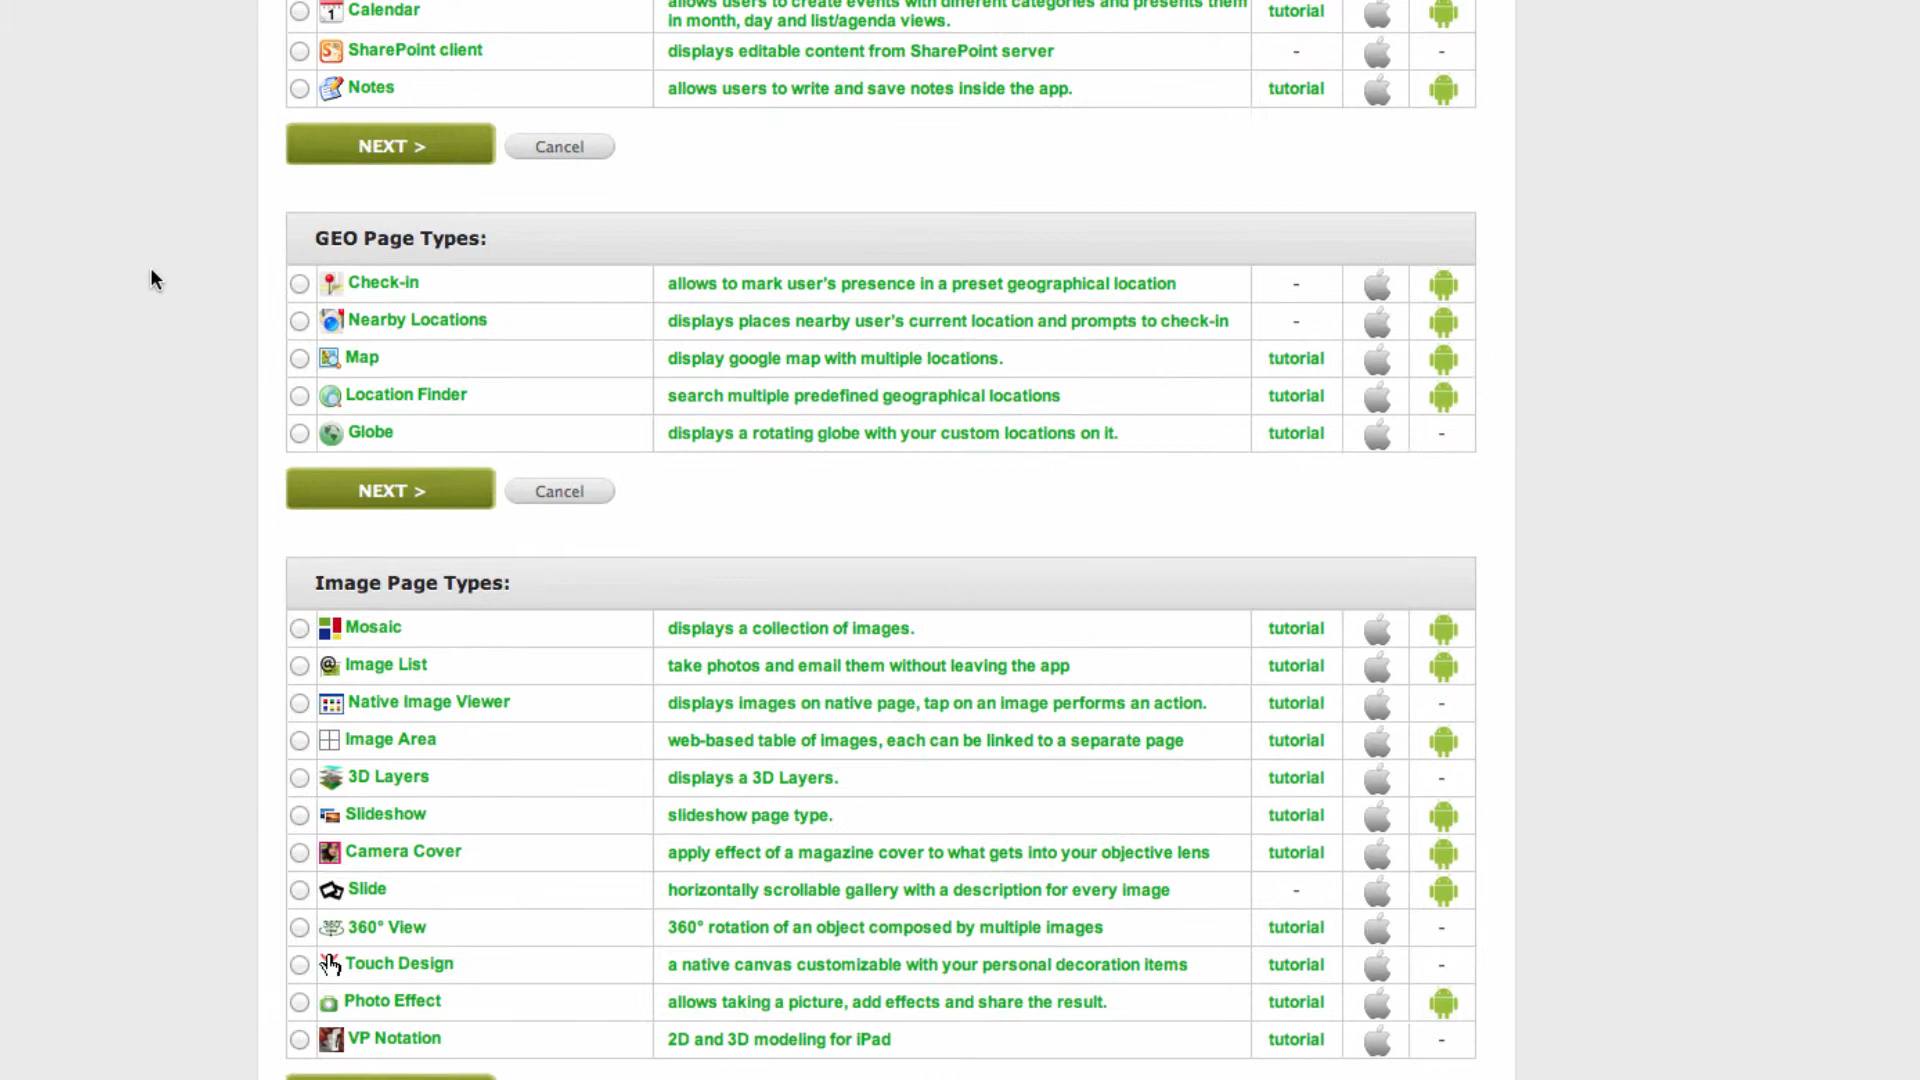 Calendar allows users to create events with different categories and presents them tutorial
in month, day and list/agenda views.
SharePoint client displays editable content from SharePoint server - -
Notes allows users to write and save notes inside the app. tutorial
NEXT > Cancel
GEO Page Types:
Check-in allows to mark user's presence in a preset geographical location -
Nearby Locations displays places nearby user's current location and prompts to check-in -
Map display google map with multiple locations. tutorial
Location Finder search multiple predefined geographical locations tutorial
Globe displays a rotating globe with your custom locations on it. tutorial -
NEXT > Cancel
Image Page Types:
Mosaic displays a collection of images. tutorial
Image List take photos and email them without leaving the app tutorial
Native Image Viewer displays images on native page, tap on an image performs an action. tutorial -
Image Area web-based table of images, each can be linked to a separate page tutorial
3D Layers displays a 3D Layers. tutorial -
Slideshow slideshow page type. tutorial
Camera Cover apply effect of a magazine cover to what gets into your objective lens tutorial
Slide horizontally scrollable gallery with a description for every image -
360° View 360° rotation of an object composed by multiple images tutorial -
Touch Design a native canvas customizable with your personal decoration items tutorial -
Photo Effect allows taking a picture, add effects and share the result. tutorial
VP Notation 2D and 3D modeling for iPad tutorial -